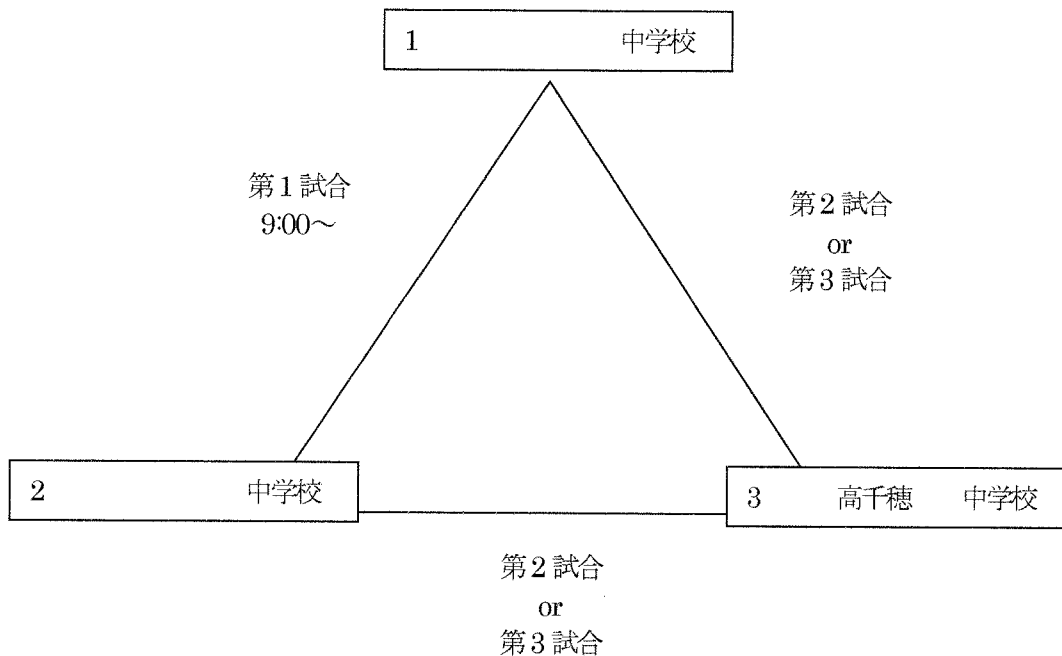 1 中学校
第1試合
9:00～
第2試合
or
第3試合
2 中学校
3 高千穂 中学校
第2試合
or
第3試合